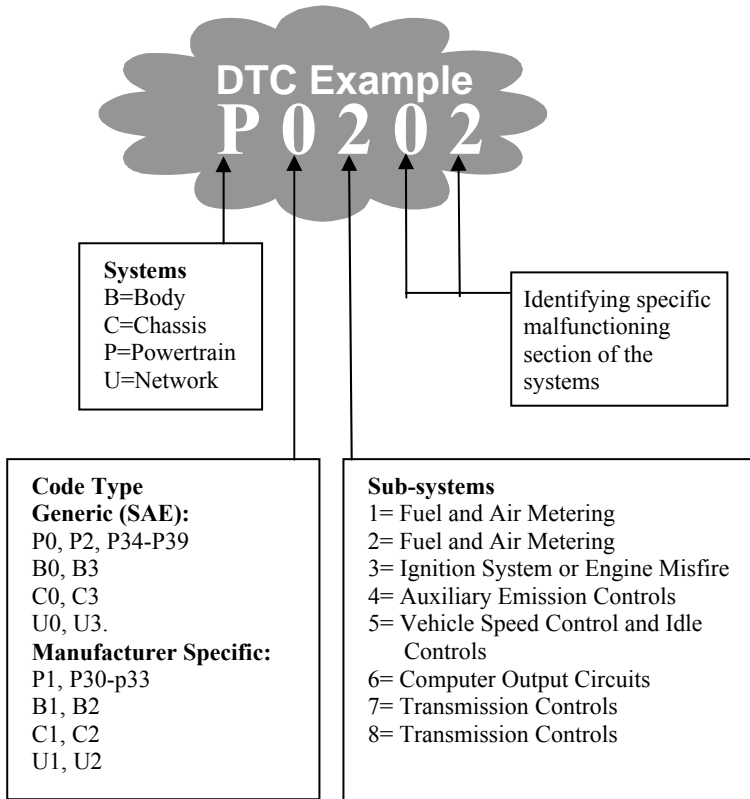 DTC Example
P 0 2 0 2
Systems
B=Body
C=Chassis
P=Powertrain
U=Network
Identifying specific
malfunctioning
section of the
systems
Code Type
Generic (SAE):
P0, P2, P34-P39
B0, B3
C0, C3
U0, U3.
Manufacturer Specific:
P1, P30-p33
B1, B2
C1, C2
U1, U2
Sub-systems
1= Fuel and Air Metering
2= Fuel and Air Metering
3= Ignition System or Engine Misfire
4= Auxiliary Emission Controls
5= Vehicle Speed Control and Idle
Controls
6= Computer Output Circuits
7= Transmission Controls
8= Transmission Controls